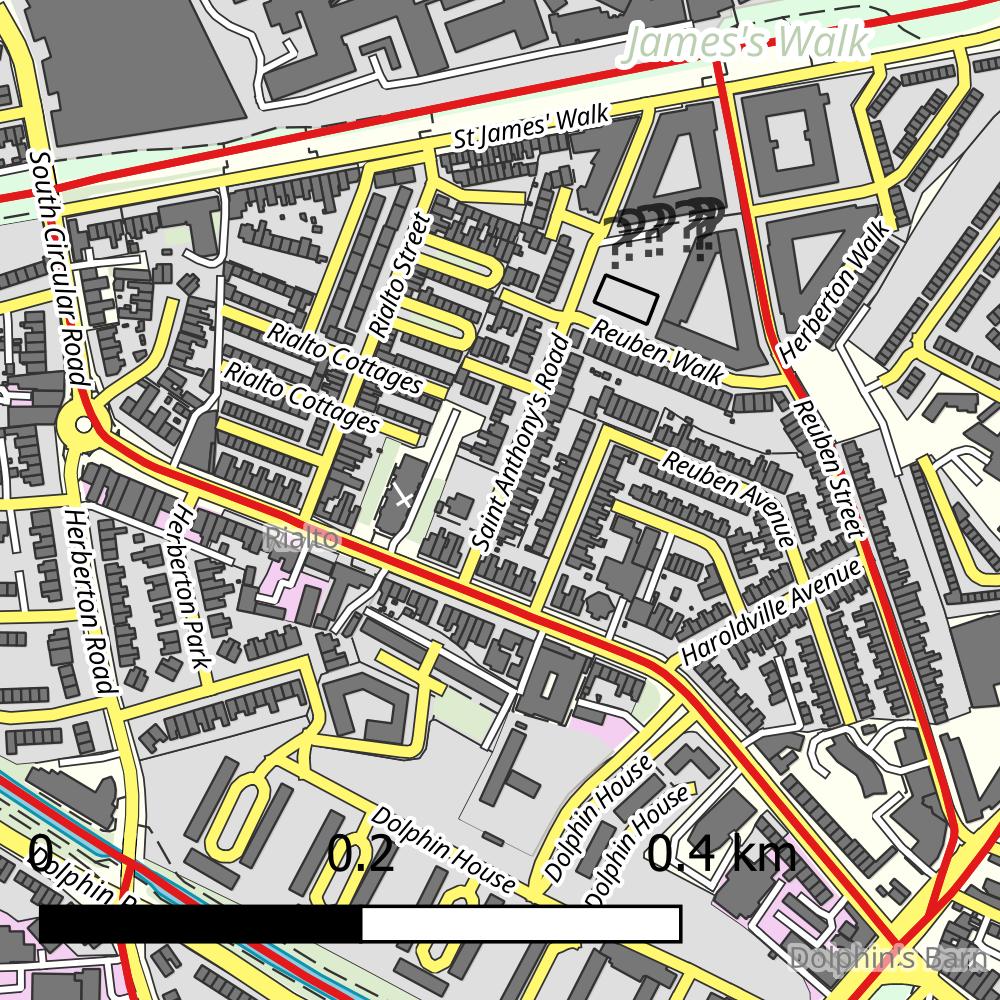 James's Walk
St James' Walk
South Circular Road
Rialto Street
Herberton Walk
Rialto Cottages
Reuben Walk
Rialto Cottages
Saint Anthony's Road
Reuben Street
Reuben Avenue
Herberton Road
Herberton Park
Rialto
Haroldville Avenue
Dolphin House
Dolphin House
Dolphin House
0 0.2 0.4 km
Dolphin
Dolphin's Barn